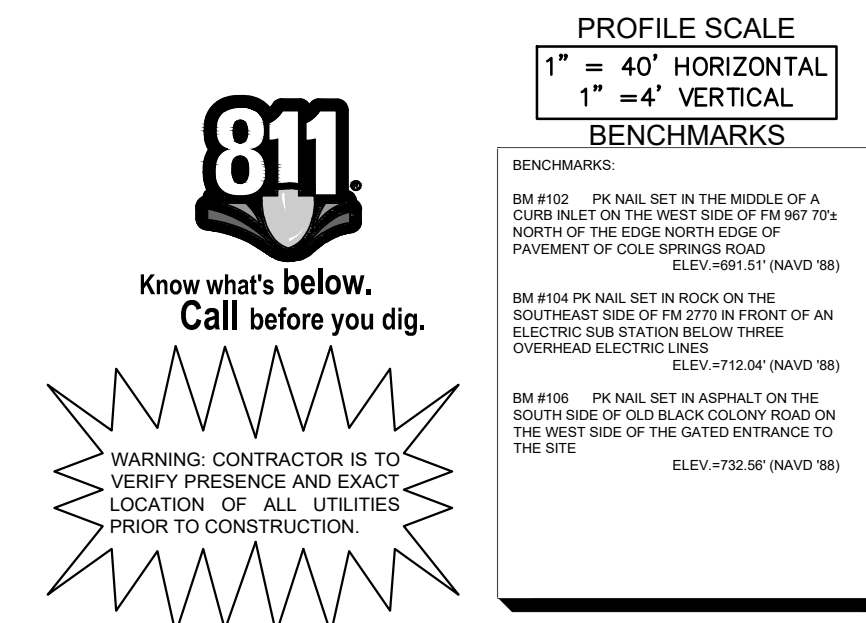 811®
Know what's below.
Call before you dig.
WARNING: CONTRACTOR IS TO
VERIFY PRESENCE AND EXACT
LOCATION OF ALL UTILITIES
PRIOR TO CONSTRUCTION.
PROFILE SCALE
1" = 40' HORIZONTAL
1" =4' VERTICAL
BENCHMARKS
BENCHMARKS:
BM #102 PK NAIL SET IN THE MIDDLE OF A
CURB INLET ON THE WEST SIDE OF FM 967 70'±
NORTH OF THE EDGE NORTH EDGE OF
PAVEMENT OF COLE SPRINGS ROAD
ELEV.=691.51' (NAVD '88)
BM #104 PK NAIL SET IN ROCK ON THE
SOUTHEAST SIDE OF FM 2770 IN FRONT OF AN
ELECTRIC SUB STATION BELOW THREE
OVERHEAD ELECTRIC LINES
ELEV.=712.04' (NAVD '88)
BM #106 PK NAIL SET IN ASPHALT ON THE
SOUTH SIDE OF OLD BLACK COLONY ROAD ON
THE WEST SIDE OF THE GATED ENTRANCE TO
THE SITE
ELEV.=732.56' (NAVD '88)